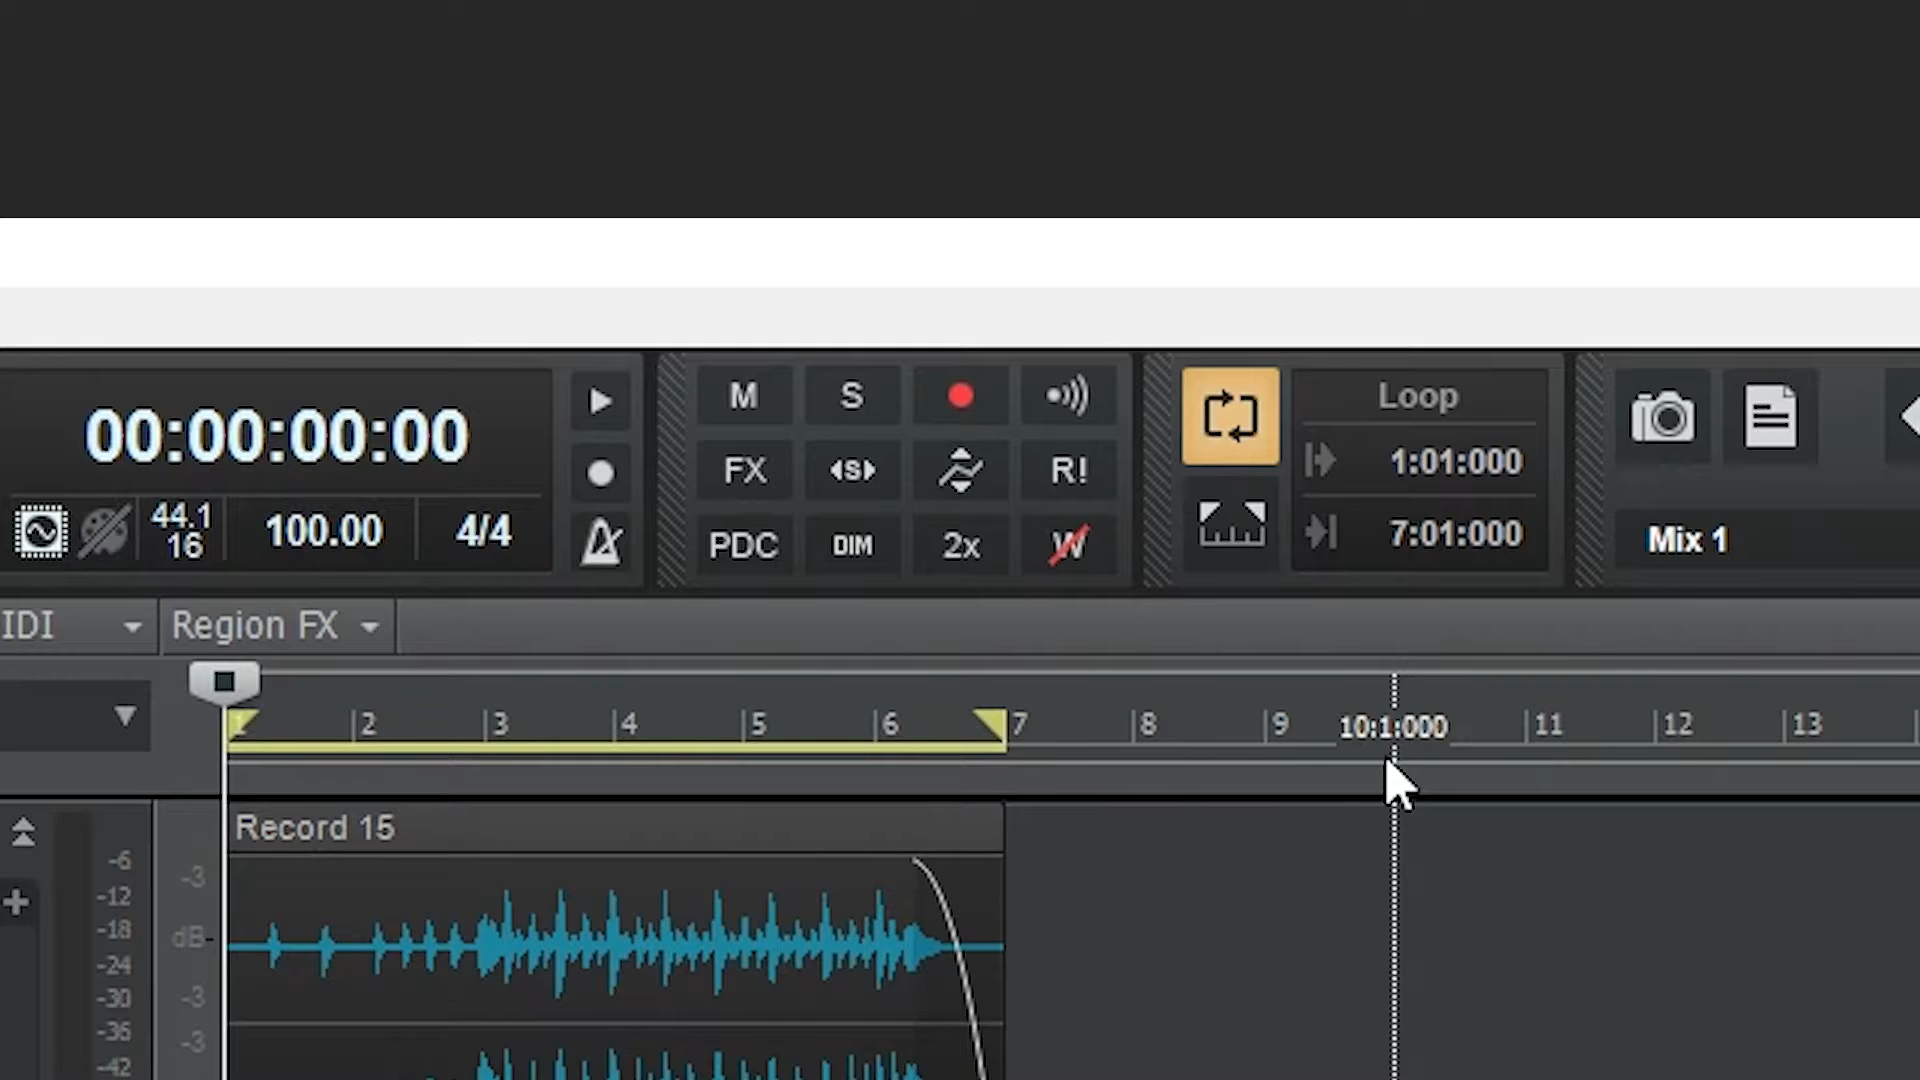 M S Loop
00:00:00:00
FX S R! 1:01:000
44.1
16 100.00 4/4
PDC DIM 2x W 7:01:000 Mix 1
IDI Region FX
1 2 3 4 5 6 7 8 9 10:1:000 11 12 13
Record 15
-6
-3
-12
-18
dB-
-24
-30
-3
-36
-3
-42